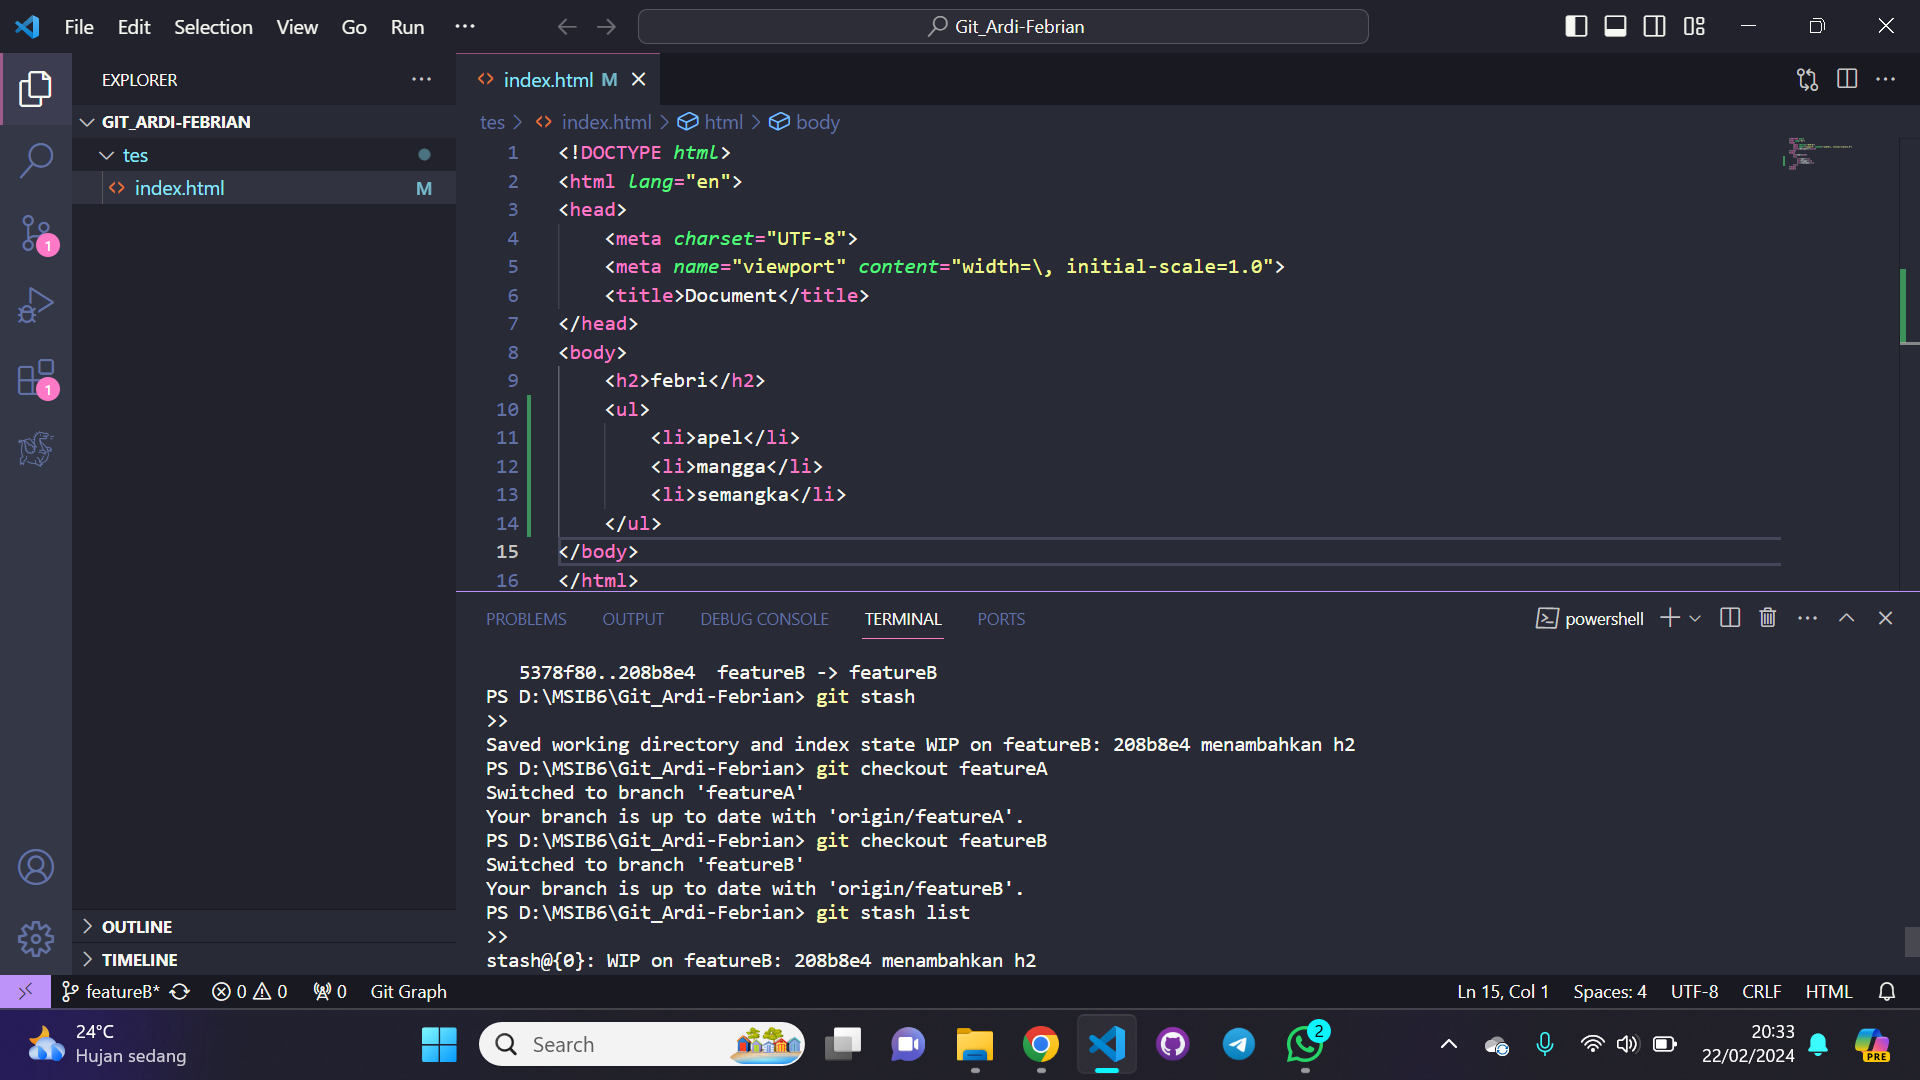 File Edit Selection View Go Run ···
Git_Ardi-Febrian
EXPLORER
GIT_ARDI-FEBRIAN
tes
index.html M
1
1
index.html M
tes > index.html > html > body
1 <!DOCTYPE html>
2 <html lang="en">
3 <head>
4 <meta charset="UTF-8">
5 <meta name="viewport" content="width=\, initial-scale=1.0">
6 <title>Document</title>
7 </head>
8 <body>
9 <h2>febri</h2>
10 <ul>
11 <li>apel</li>
12 <li>mangga</li>
13 <li>semangka</li>
14 </ul>
15 </body>
16 </html>
PROBLEMS OUTPUT DEBUG CONSOLE TERMINAL PORTS
powershell
5378f80..208b8e4  featureB -> featureB
PS D:\MSIB6\Git_Ardi-Febrian> git stash
>>
Saved working directory and index state WIP on featureB: 208b8e4 menambahkan h2
PS D:\MSIB6\Git_Ardi-Febrian> git checkout featureA
Switched to branch 'featureA'
Your branch is up to date with 'origin/featureA'.
PS D:\MSIB6\Git_Ardi-Febrian> git checkout featureB
Switched to branch 'featureB'
Your branch is up to date with 'origin/featureB'.
PS D:\MSIB6\Git_Ardi-Febrian> git stash list
>>
stash@{0}: WIP on featureB: 208b8e4 menambahkan h2
OUTLINE
TIMELINE
featureB* 0 0 0 Git Graph
Ln 15, Col 1 Spaces: 4 UTF-8 CRLF HTML
24°C
Hujan sedang
Search
2
20:33
22/02/2024
PRE